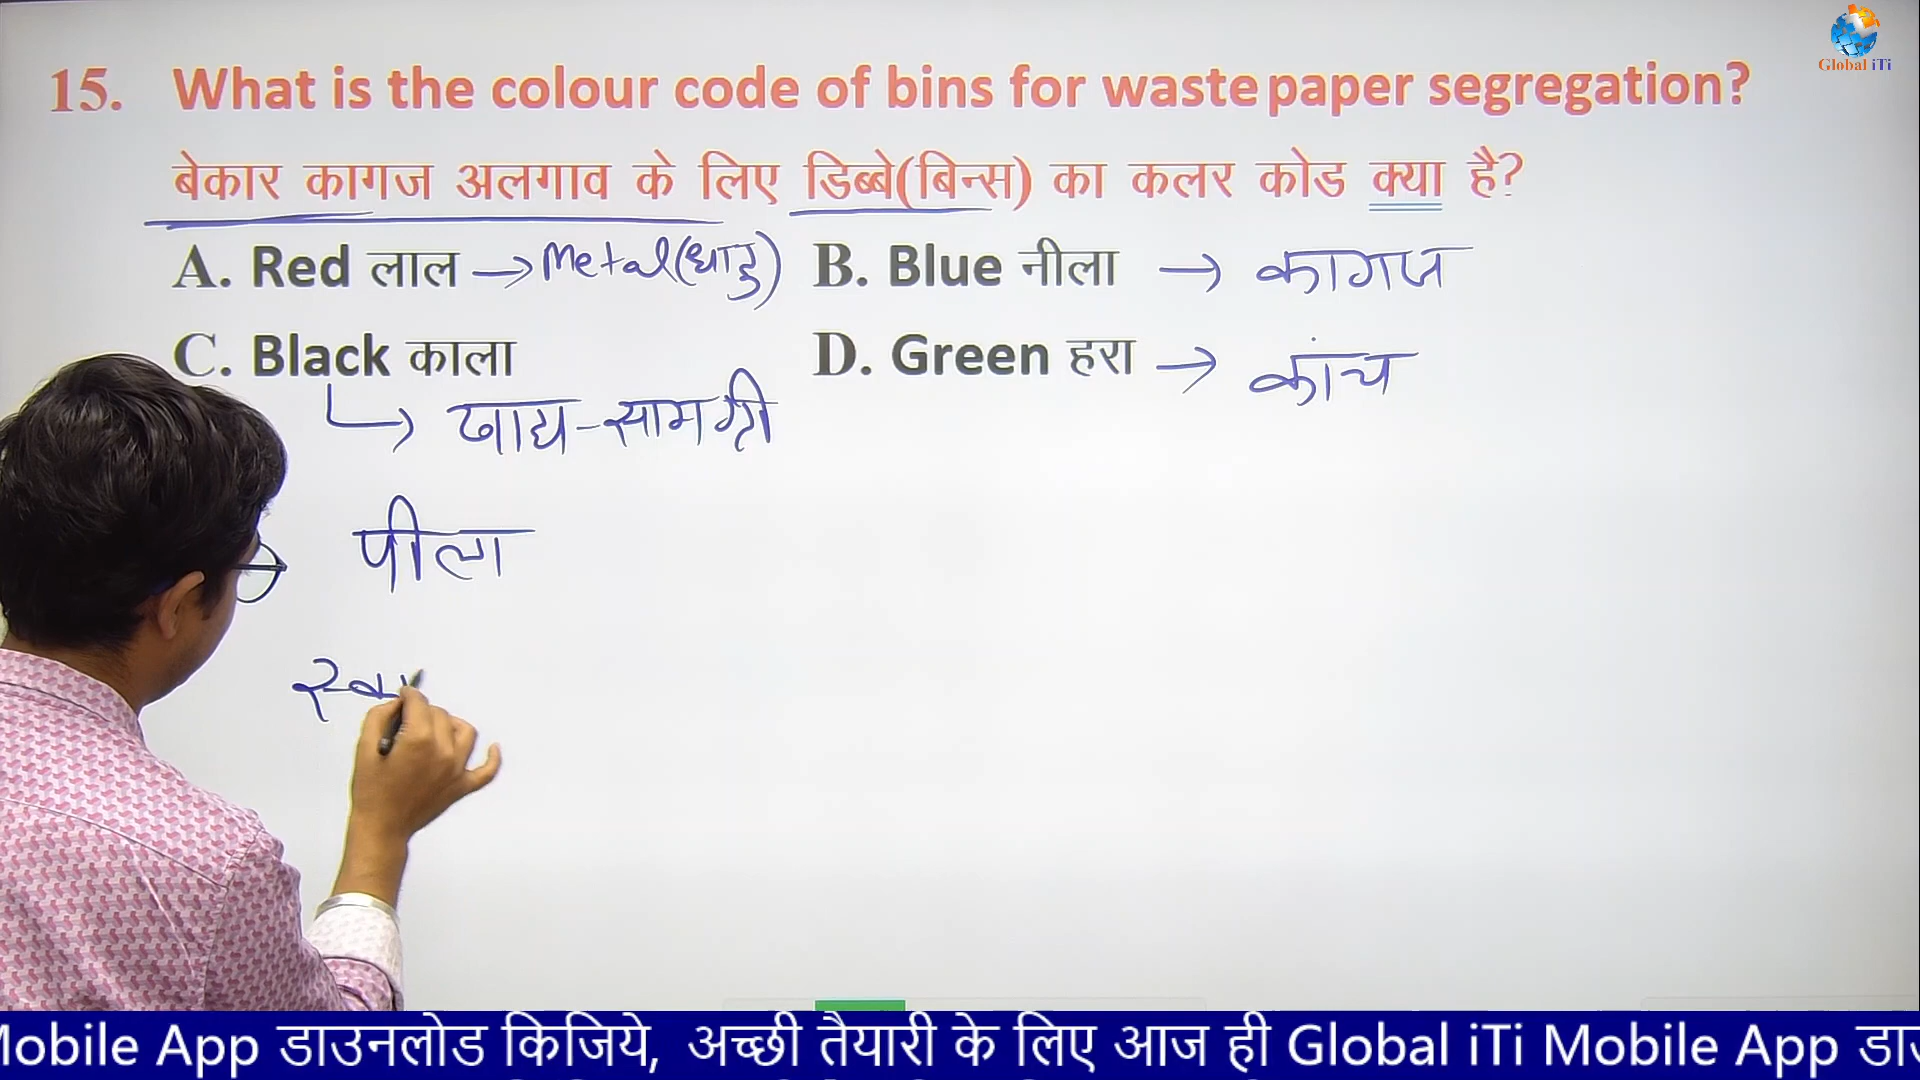 Global iTi
15. What is the colour code of bins for waste paper segregation?
बेकार कागज अलगाव के लिए डिब्बे(बिन्स) का कलर कोड क्या है?
A. Red लाल → Metal(धातु) B. Blue नीला → कागज
C. Black काला D. Green हरा → कांच
→ खाद्य-सामग्री
पीला
Mobile App डाउनलोड किजिये, अच्छी तैयारी के लिए आज ही Global iTi Mobile App